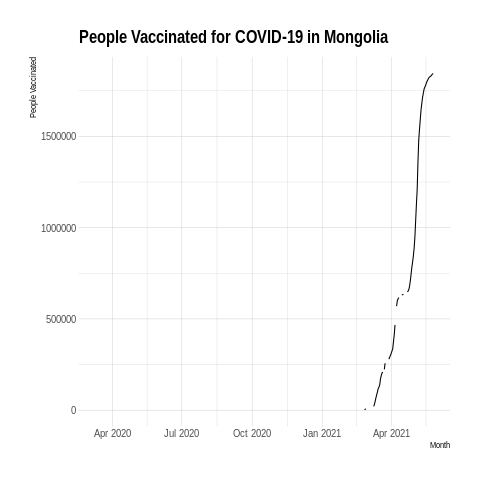 People Vaccinated for COVID-19 in Mongolia
People Vaccinated
1500000
1000000
500000
0
Apr 2020 Jul 2020 Oct 2020 Jan 2021 Apr 2021
Month